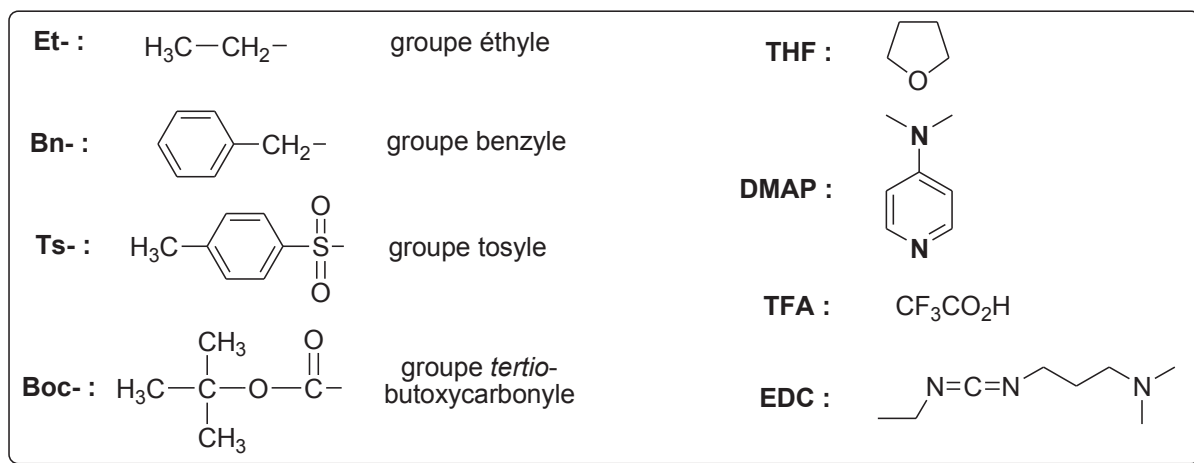 Et- : H₃C−CH₂− groupe éthyle
Bn- : CH₂− groupe benzyle
Ts- : H₃C S O O groupe tosyle
Boc- : H₃C C CH₃ CH₃ O C O groupe tertio-
butoxycarbonyle
THF : O
DMAP : N N
TFA : CF₃CO₂H
EDC : N=C=N N